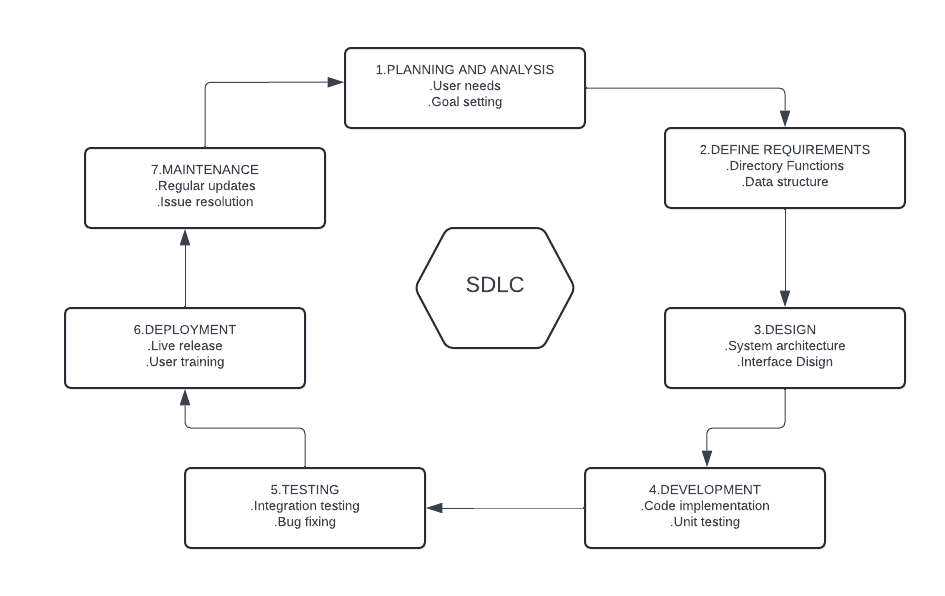 1.PLANNING AND ANALYSIS
.User needs
.Goal setting
2.DEFINE REQUIREMENTS
.Directory Functions
.Data structure
3.DESIGN
.System architecture
.Interface Disign
4.DEVELOPMENT
.Code implementation
.Unit testing
5.TESTING
.Integration testing
.Bug fixing
6.DEPLOYMENT
.Live release
.User training
7.MAINTENANCE
.Regular updates
.Issue resolution
SDLC